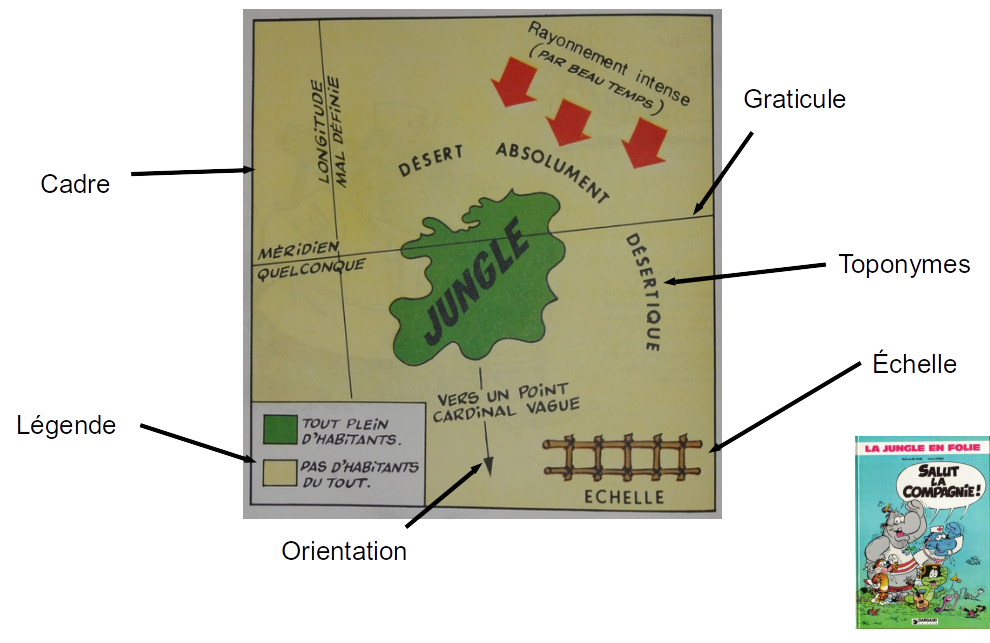 Rayonnement intense
(PAR BEAU TEMPS)
Graticule
LONGITUDE
MAL DÉFINIE
DÉSERT ABSOLUMENT
DÉSERTIQUE
Cadre
MÉRIDIEN
QUELCONQUE
JUNGLE
Toponymes
Échelle
VERS UN POINT
CARDINAL VAGUE
Légende
TOUT PLEIN
D'HABITANTS.
PAS D'HABITANTS
DU TOUT.
ECHELLE
Orientation
LA JUNGLE EN FOLIE
SALUT
LA
COMPAGNIE!
DARGAUD